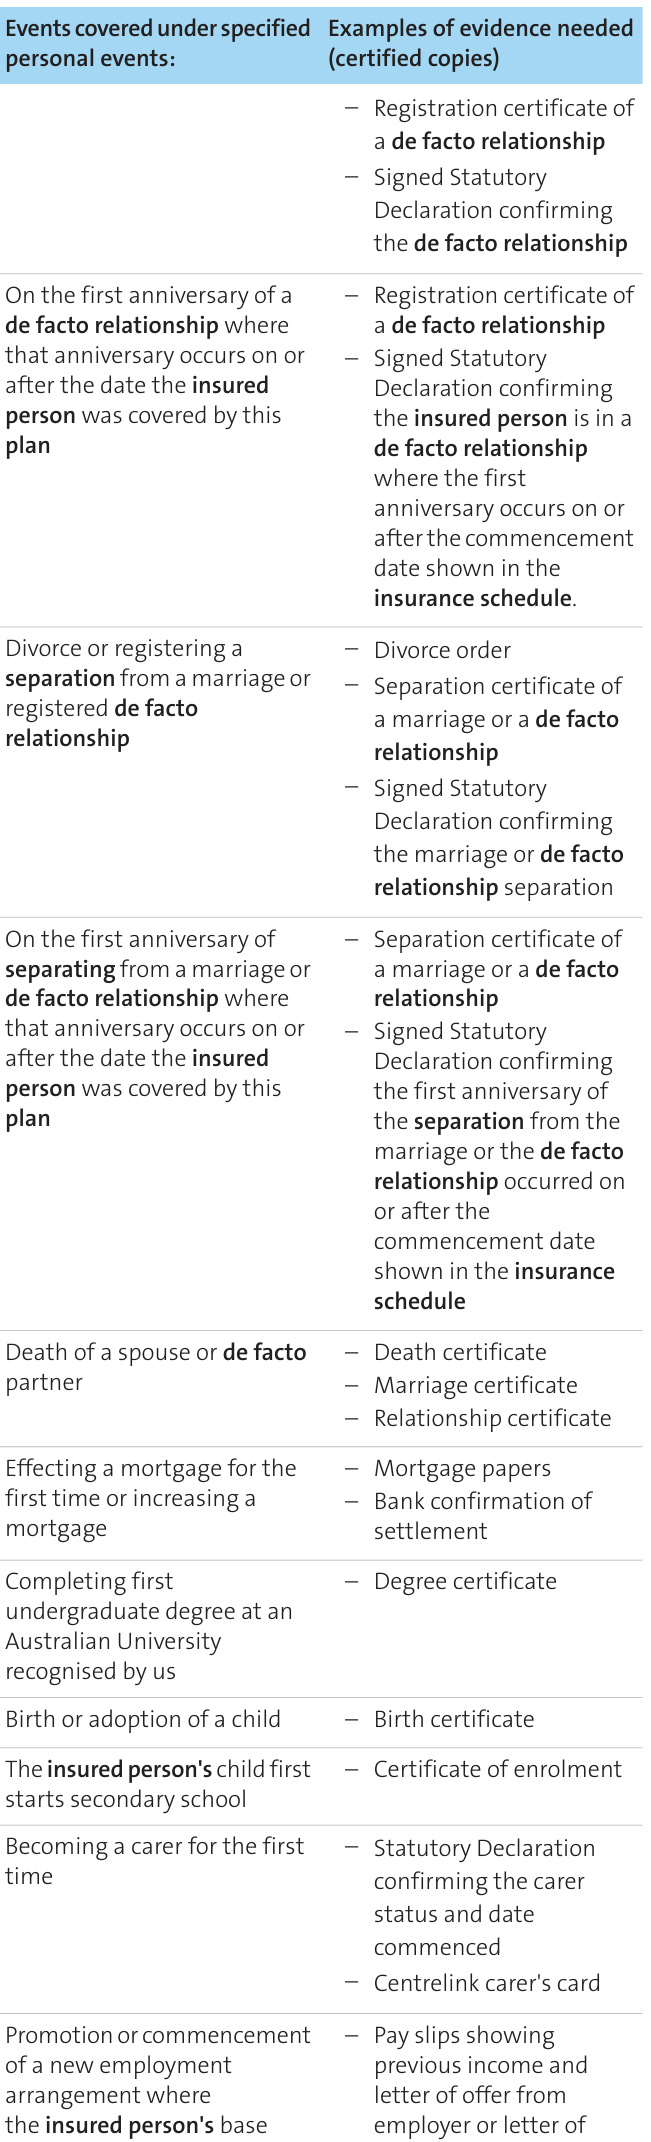 Events covered under specified personal events:
Examples of evidence needed (certified copies)
– Registration certificate of
a de facto relationship
– Signed Statutory
Declaration confirming
the de facto relationship
On the first anniversary of a
de facto relationship where
that anniversary occurs on or
after the date the insured
person was covered by this
plan
– Registration certificate of
a de facto relationship
– Signed Statutory
Declaration confirming
the insured person is in a
de facto relationship
where the first
anniversary occurs on or
after the commencement
date shown in the
insurance schedule.
Divorce or registering a
separation from a marriage or
registered de facto
relationship
– Divorce order
– Separation certificate of
a marriage or a de facto
relationship
– Signed Statutory
Declaration confirming
the marriage or de facto
relationship separation
On the first anniversary of
separating from a marriage or
de facto relationship where
that anniversary occurs on or
after the date the insured
person was covered by this
plan
– Separation certificate of
a marriage or a de facto
relationship
– Signed Statutory
Declaration confirming
the first anniversary of
the separation from the
marriage or the de facto
relationship occurred on
or after the
commencement date
shown in the insurance
schedule
Death of a spouse or de facto
partner
– Death certificate
– Marriage certificate
– Relationship certificate
Effecting a mortgage for the
first time or increasing a
mortgage
– Mortgage papers
– Bank confirmation of
settlement
Completing first
undergraduate degree at an
Australian University
recognised by us
– Degree certificate
Birth or adoption of a child
– Birth certificate
The insured person's child first
starts secondary school
– Certificate of enrolment
Becoming a carer for the first
time
– Statutory Declaration
confirming the carer
status and date
commenced
– Centrelink carer's card
Promotion or commencement
of a new employment
arrangement where
the insured person's base
– Pay slips showing
previous income and
letter of offer from
employer or letter of